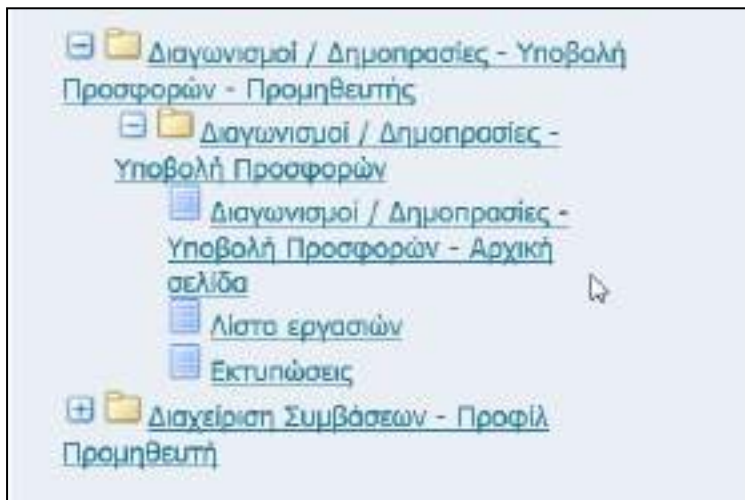 Διαγωνισμοί / Δημοπρασίες - Υποβολή
Προσφορών - Προμηθευτής
Διαγωνισμοί / Δημοπρασίες -
Υποβολή Προσφορών
Διαγωνισμοί / Δημοπρασίες -
Υποβολή Προσφορών - Αρχική
σελίδα
Λίστα εργασιών
Εκτυπώσεις
Διαχείριση Συμβάσεων - Προφίλ
Προμηθευτή